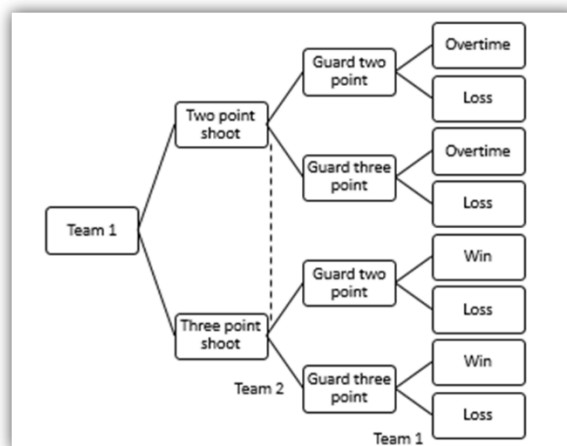 Team 1
Two point
shoot
Three point
shoot
Team 2
Guard two
point
Guard three
point
Guard two
point
Guard three
point
Overtime
Loss
Overtime
Loss
Win
Loss
Win
Loss
Team 1